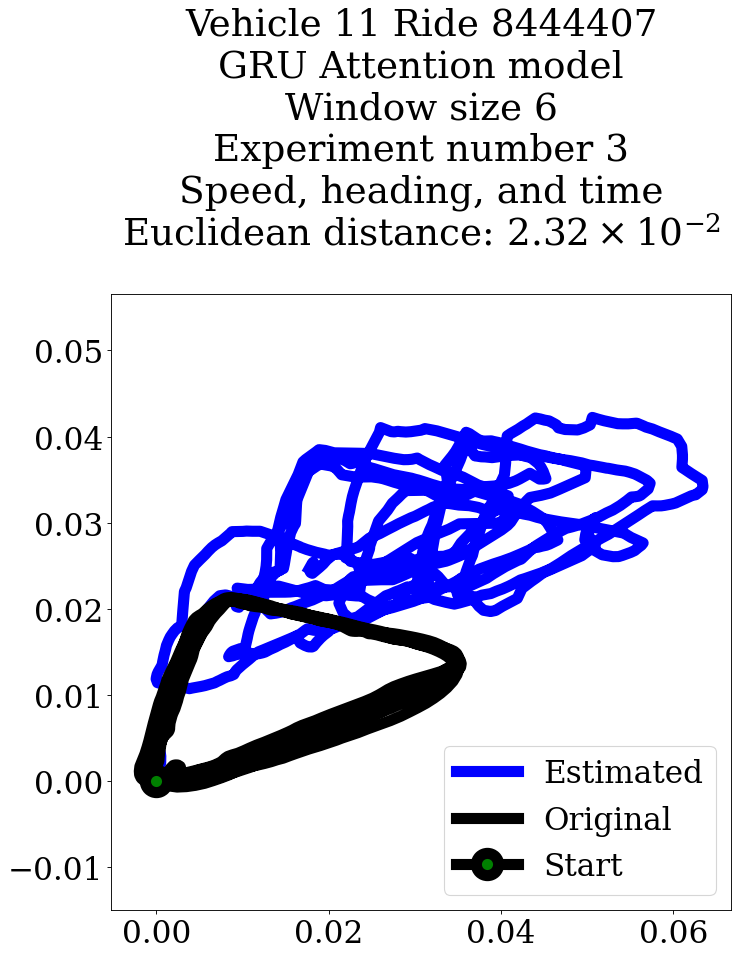 Vehicle 11 Ride 8444407
GRU Attention model
Window size 6
Experiment number 3
Speed, heading, and time
Euclidean distance: 2.32 × 10⁻²
0.05
0.04
0.03
0.02
0.01
0.00
−0.01
0.00 0.02 0.04 0.06
Estimated
Original
Start